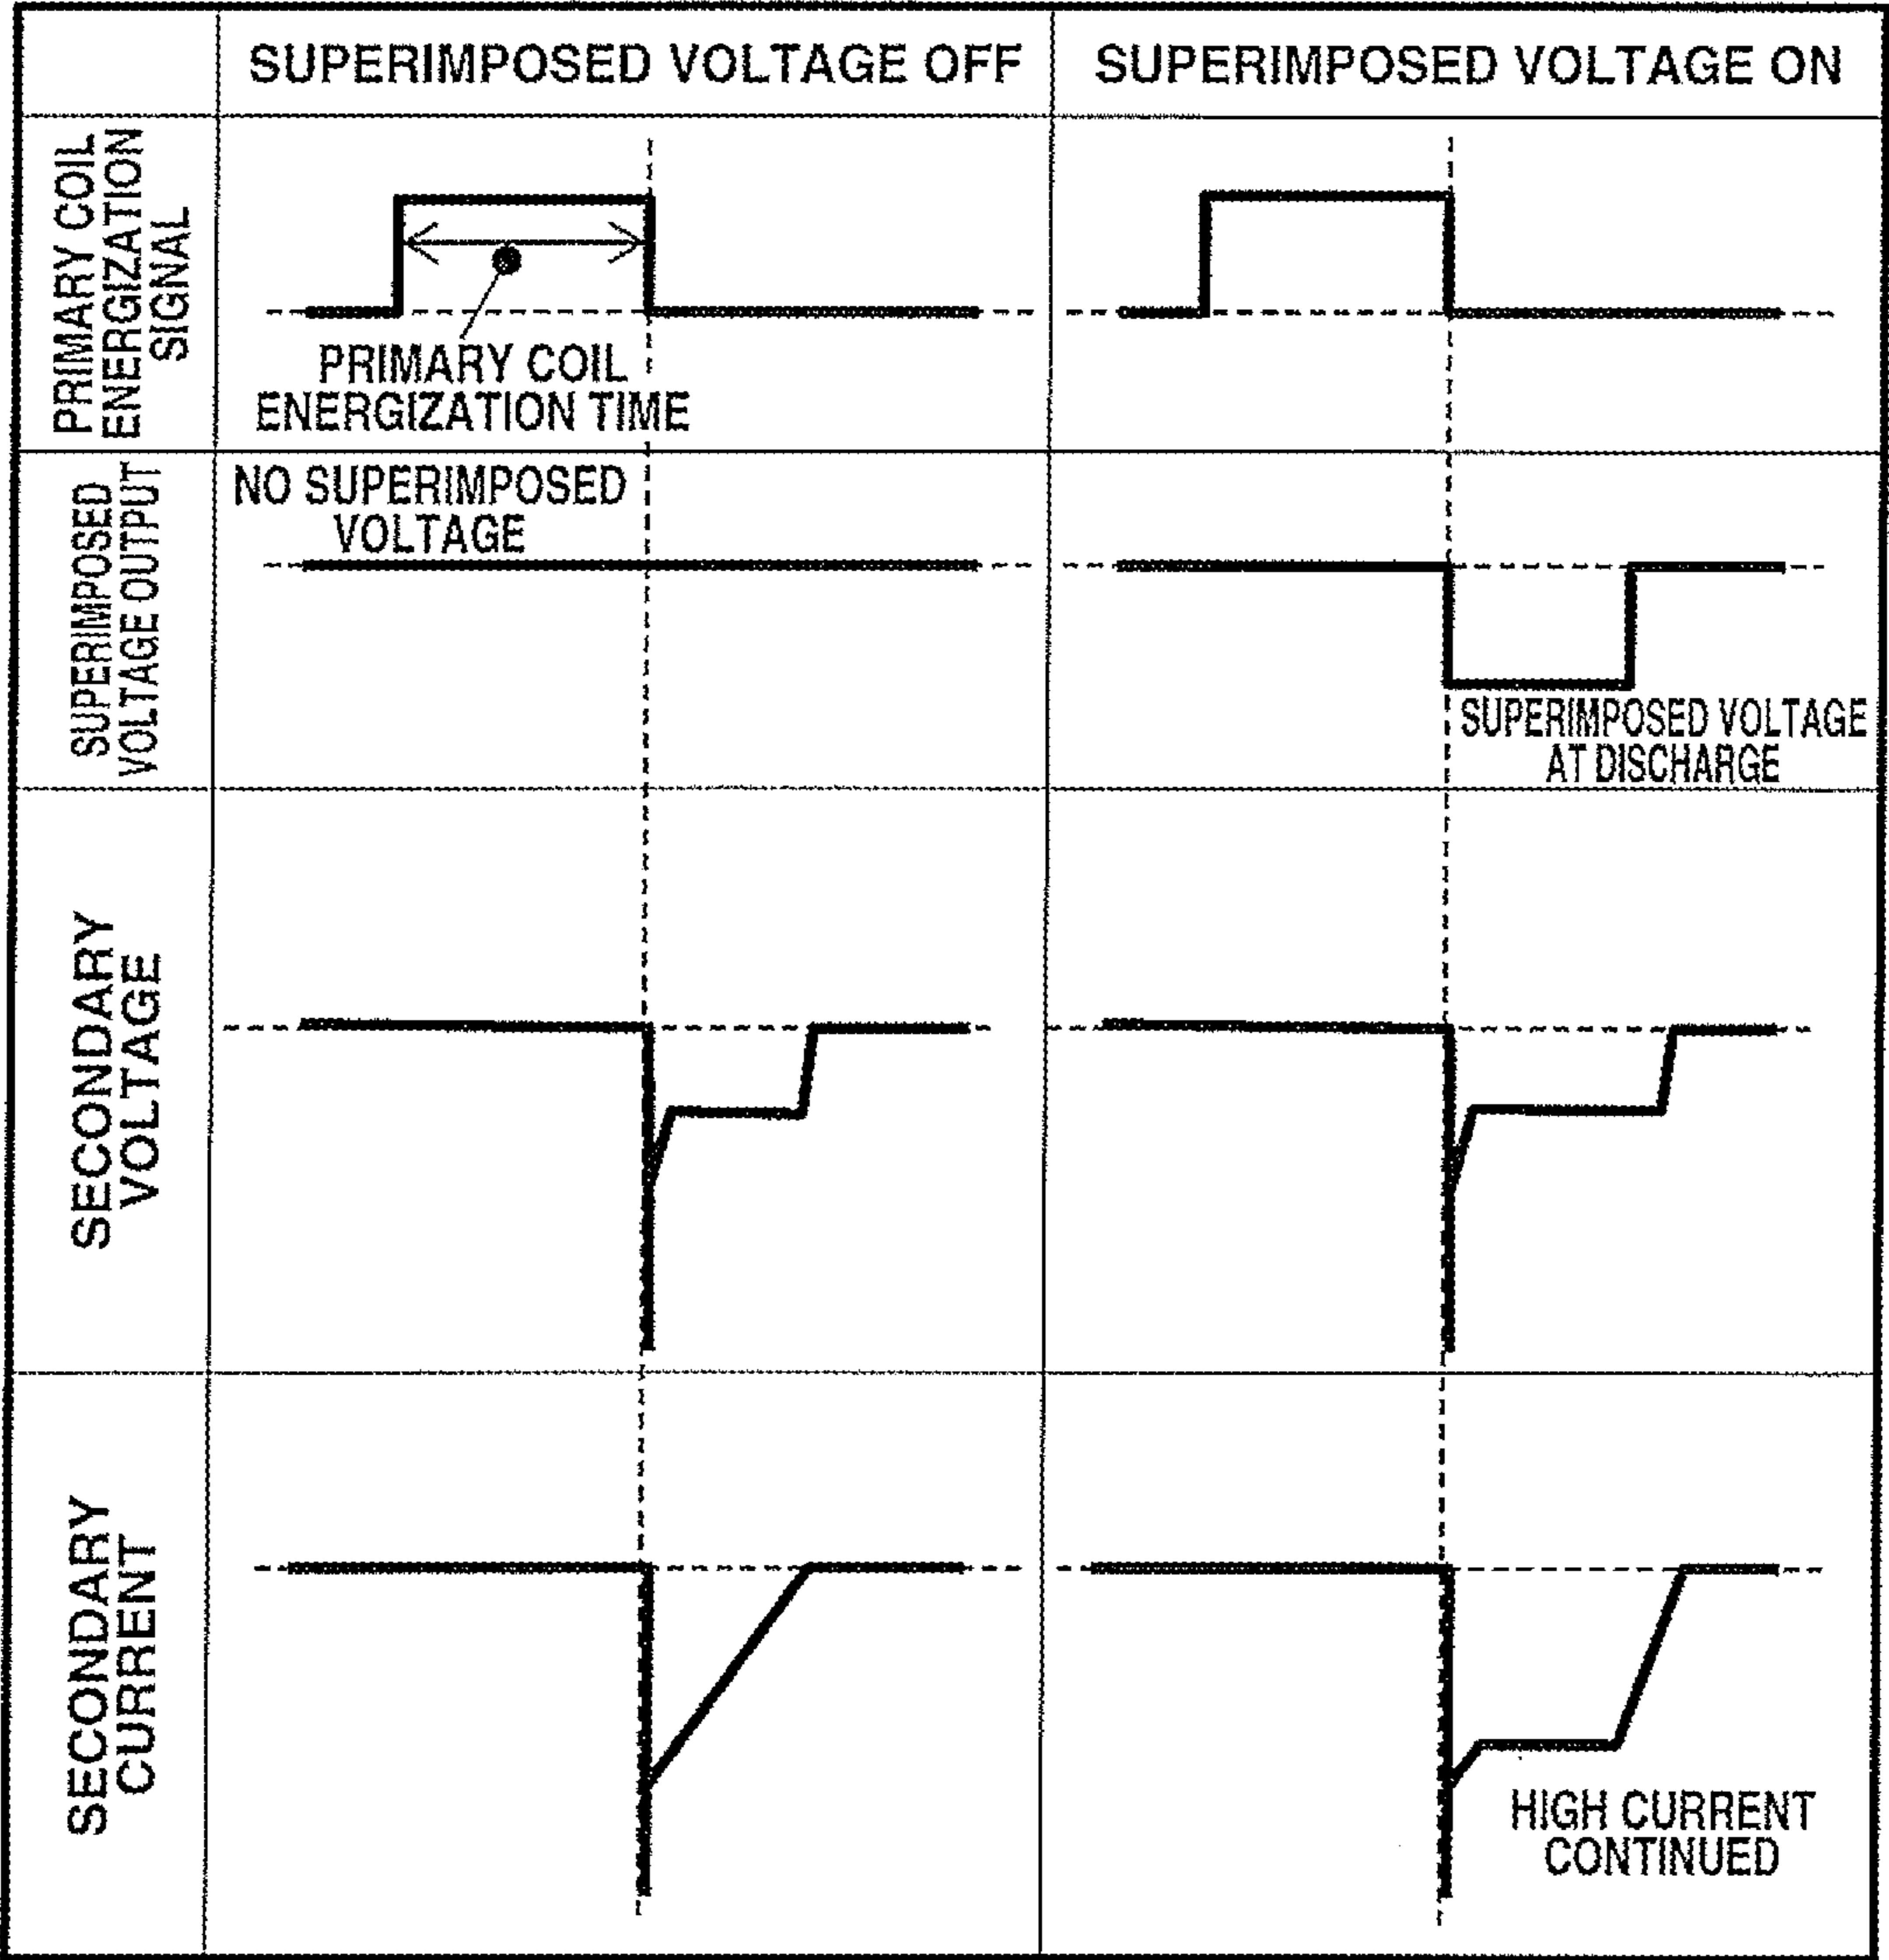 SUPERIMPOSED VOLTAGE OFF
SUPERIMPOSED VOLTAGE ON
PRIMARY COIL
ENERGIZATION
SIGNAL
PRIMARY COIL
ENERGIZATION TIME
SUPERIMPOSED
VOLTAGE OUTPUT
NO SUPERIMPOSED
VOLTAGE
SUPERIMPOSED VOLTAGE
AT DISCHARGE
SECONDARY
VOLTAGE
SECONDARY
CURRENT
HIGH CURRENT
CONTINUED